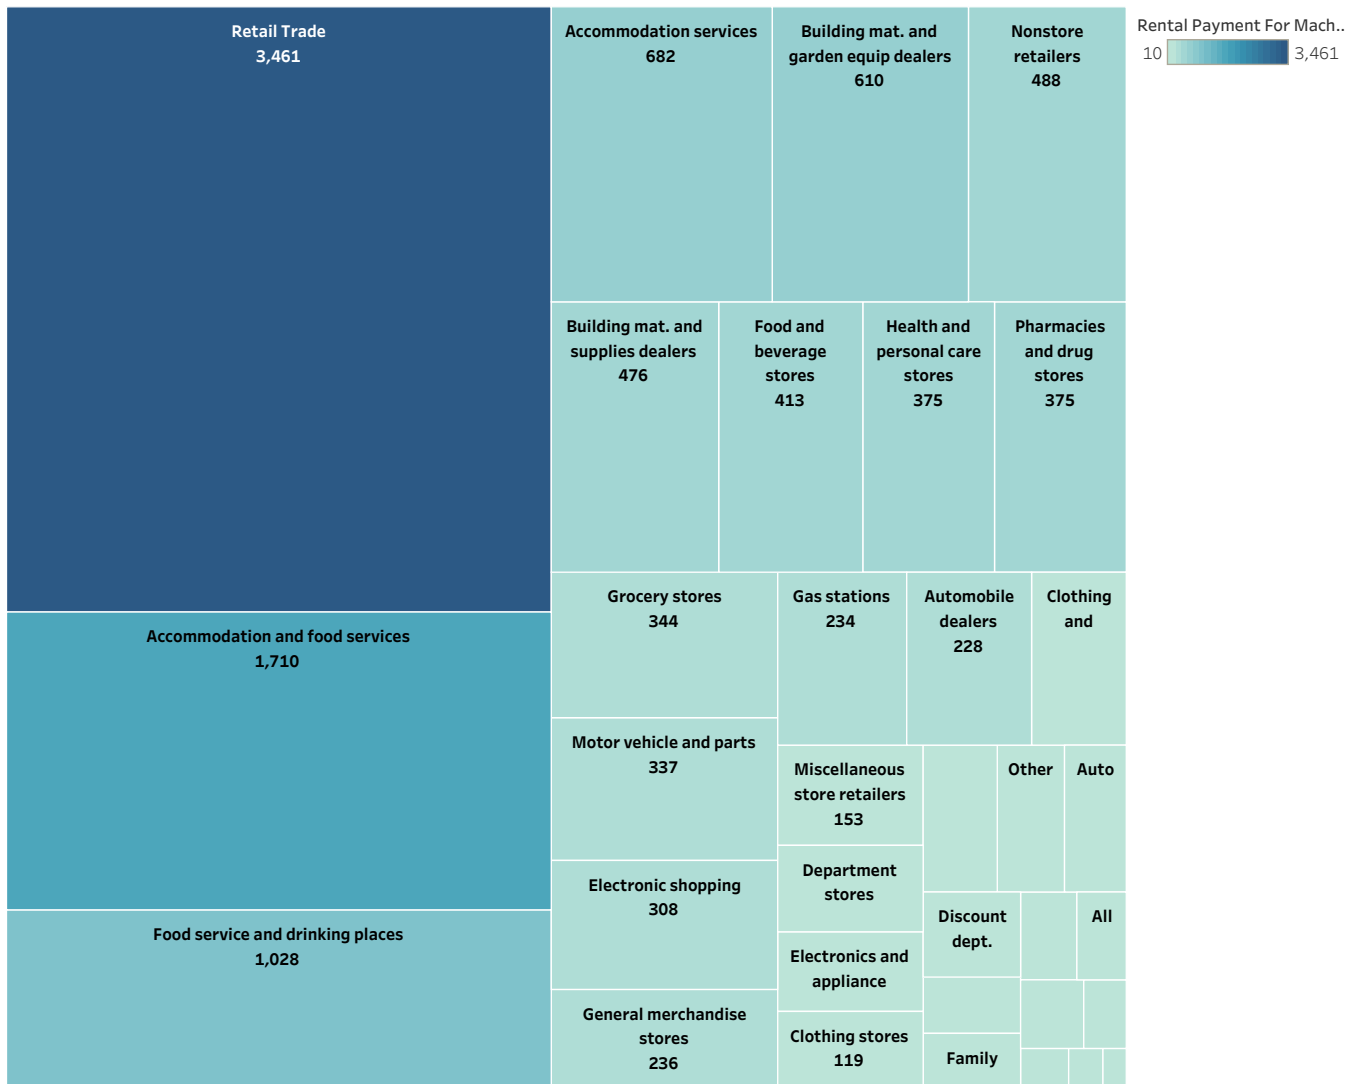 Retail Trade
3,461
Accommodation and food services
1,710
Food service and drinking places
1,028
Accommodation services
682
Building mat. and
garden equip dealers
610
Nonstore
retailers
488
Building mat. and
supplies dealers
476
Food and
beverage
stores
413
Health and
personal care
stores
375
Pharmacies
and drug
stores
375
Grocery stores
344
Motor vehicle and parts
337
Electronic shopping
308
General merchandise
stores
236
Gas stations
234
Automobile
dealers
228
Clothing
and
Miscellaneous
store retailers
153
Department
stores
Electronics and
appliance
Clothing stores
119
Other
Auto
Discount
dept.
All
Family
Rental Payment For Mach..
10
3,461